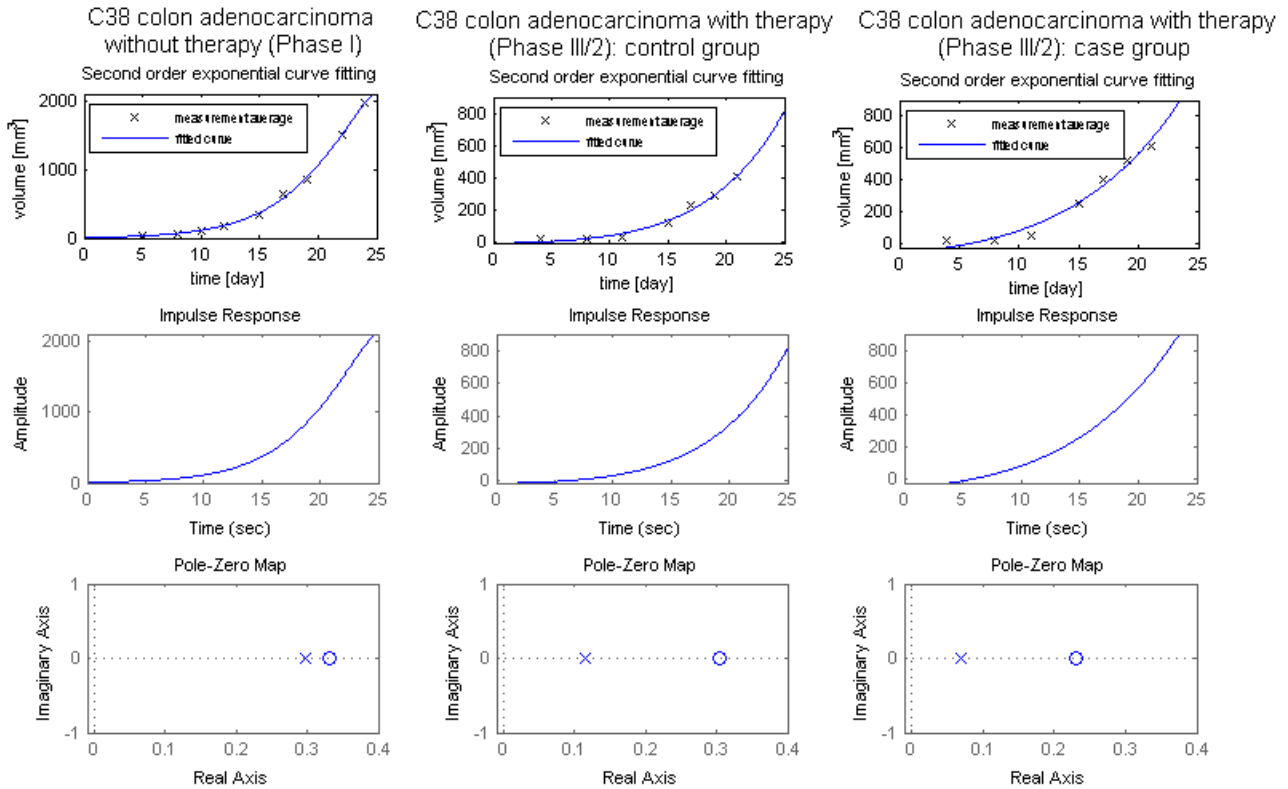 C38 colon adenocarcinoma
without therapy (Phase I)
Second order exponential curve fitting
2000
1000
0
volume [mm³]
measurement average
fitted curve
0 5 10 15 20 25
time [day]
C38 colon adenocarcinoma with therapy
(Phase III/2): control group
Second order exponential curve fitting
800
600
400
200
0
volume [mm³]
measurement average
fitted curve
0 5 10 15 20 25
time [day]
C38 colon adenocarcinoma with therapy
(Phase III/2): case group
Second order exponential curve fitting
800
600
400
200
0
volume [mm³]
measurement average
fitted curve
0 5 10 15 20 25
time [day]
Impulse Response
2000
1000
0
Amplitude
0 5 10 15 20 25
Time (sec)
Impulse Response
800
600
400
200
0
Amplitude
0 5 10 15 20 25
Time (sec)
Impulse Response
800
600
400
200
0
Amplitude
0 5 10 15 20 25
Time (sec)
Pole-Zero Map
1
0
-1
Imaginary Axis
0 0.1 0.2 0.3 0.4
Real Axis
Pole-Zero Map
1
0
-1
Imaginary Axis
0 0.1 0.2 0.3 0.4
Real Axis
Pole-Zero Map
1
0
-1
Imaginary Axis
0 0.1 0.2 0.3 0.4
Real Axis